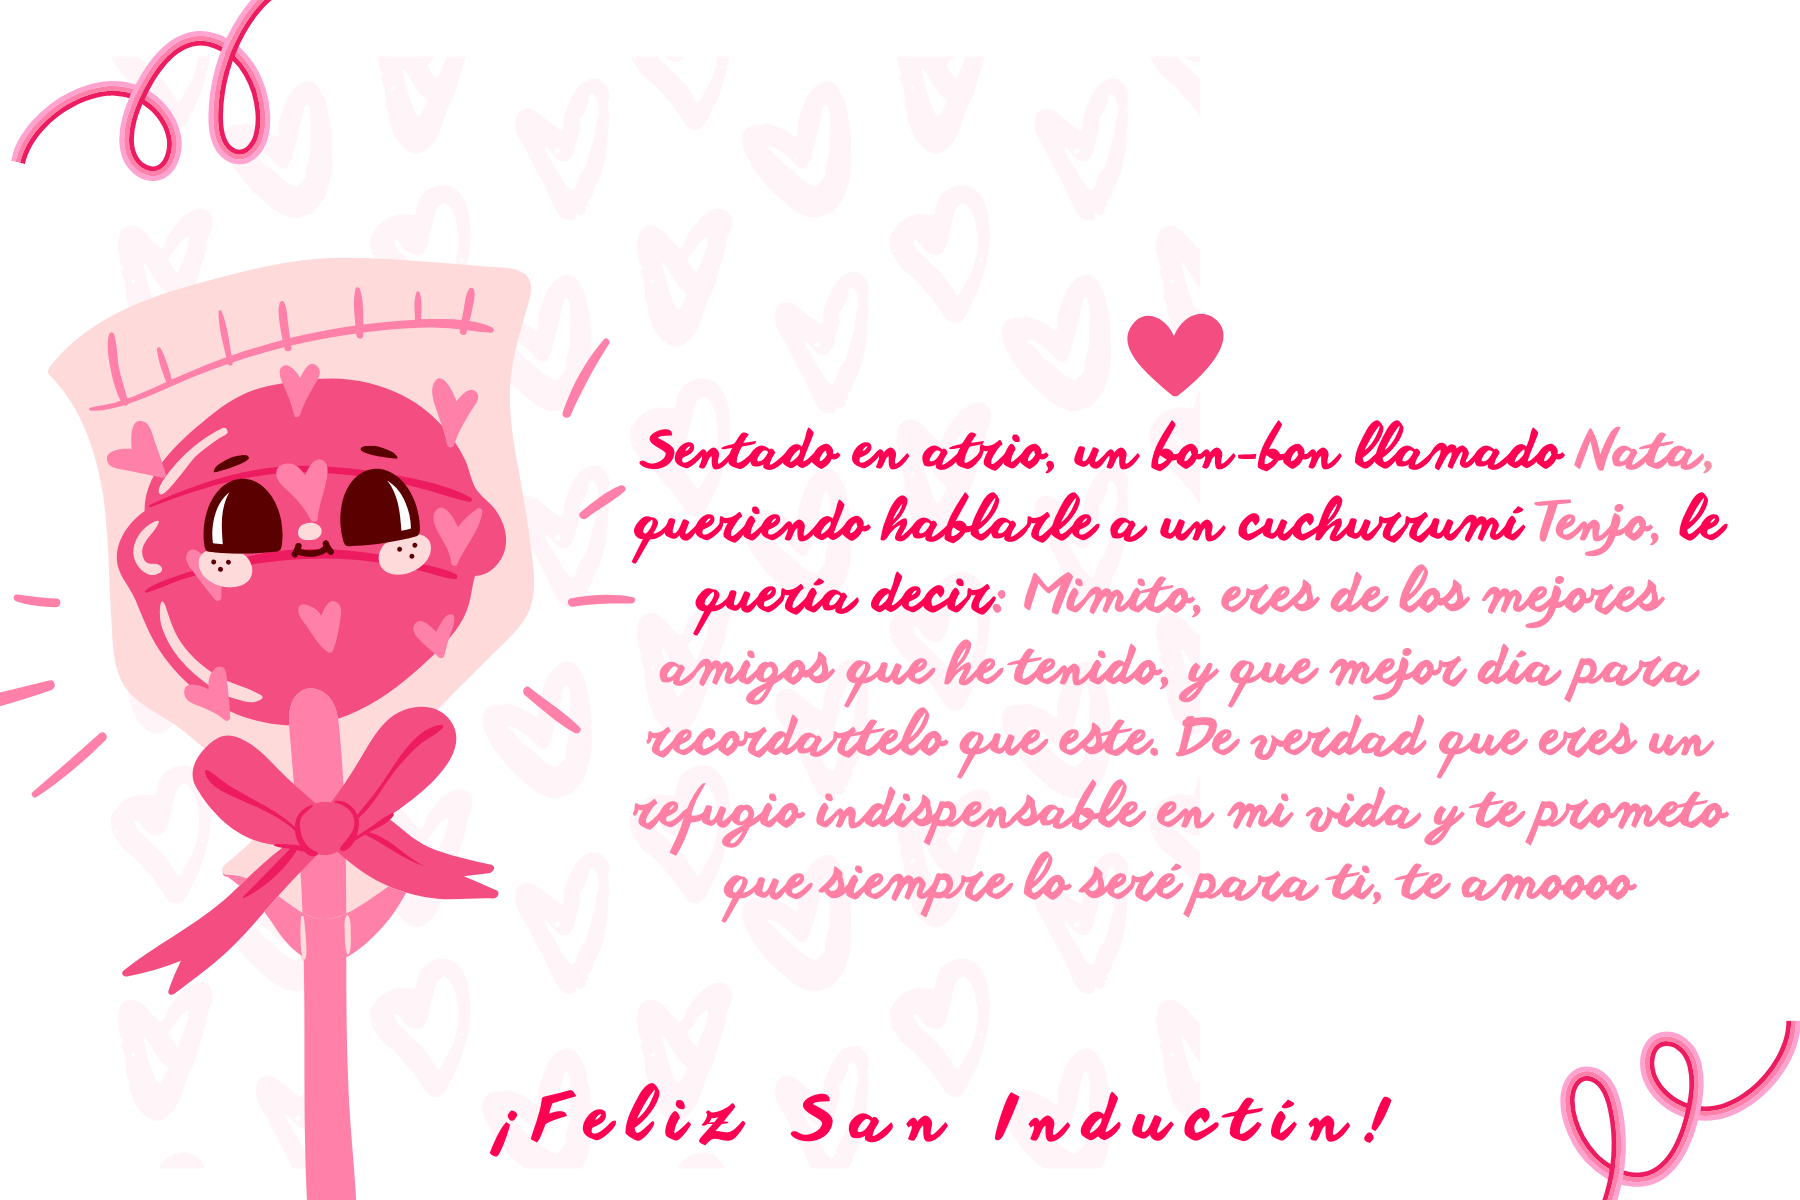 Sentado en atrio, un bon-bon llamado Nata,
queriendo hablarle a un cuchurrumí Tenjo, le
quería decir: Mimito, eres de los mejores
amigos que he tenido, y que mejor día para
recordartelo que este. De verdad que eres un
refugio indispensable en mi vida y te prometo
que siempre lo seré para ti, te amoooo
¡Feliz San Inductín!